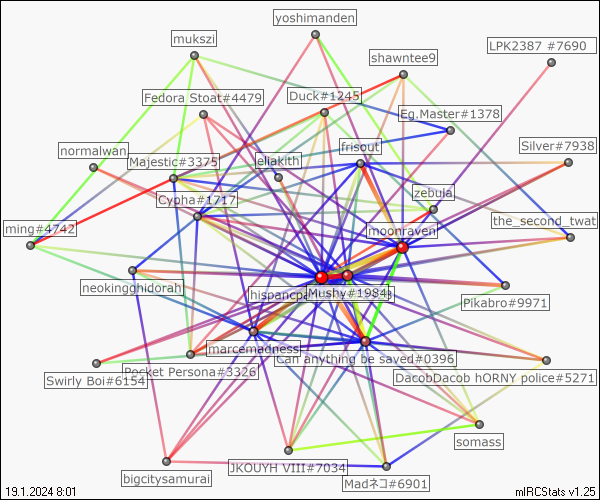 yoshimanden
mukszi
LPK2387 #7690
shawntee9
Fedora Stoat#4479
Duck#1245
Eg.Master#1378
normalwan
Majestic#3375
eliakith
frisout
Silver#7938
Cypha#1717
zebula
ming#4742
moonraven
the_second_twat
neokingghidorah
Mushy#1984
Pikabro#9971
marcemadness
Can anything be saved#0396
Swirly Boi#6154
Pocket Persona#3326
DacobDacob hORNY police#5271
somass
bigcitysamurai
JKOUYH VIII#7034
Madネコ#6901
19.1.2024 8:01
mIRCStats v1.25